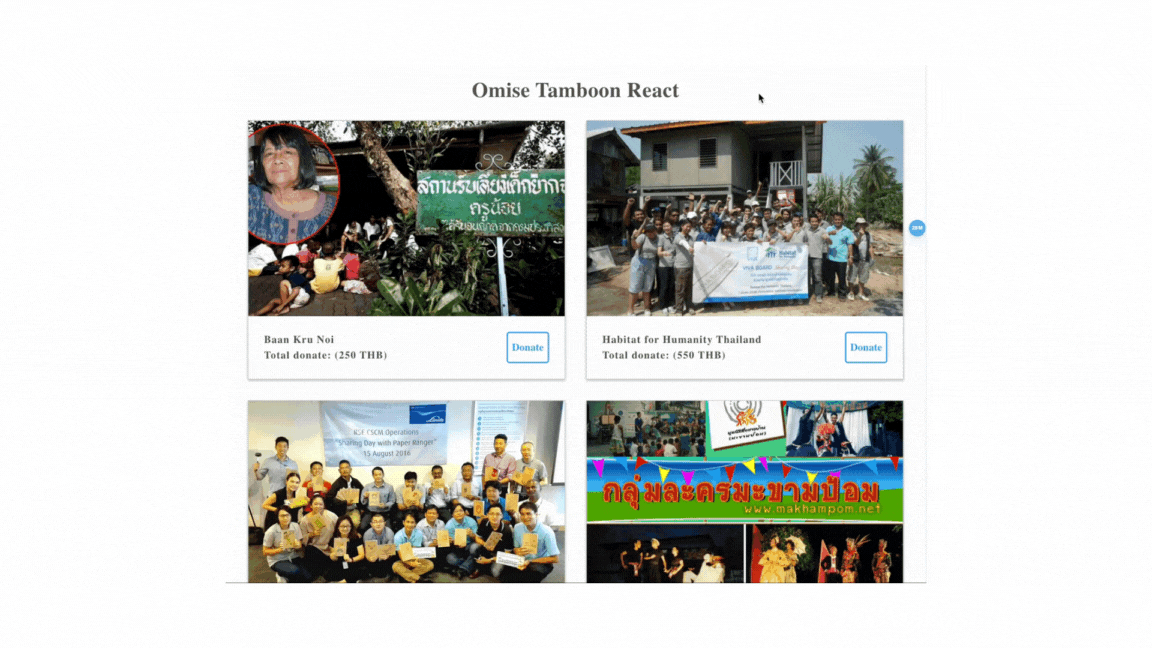 Omise Tamboon React
สถานรับเลี้ยงเด็กยากจ
ครูน้อย
Baan Kru Noi
Total donate: (250 THB)
Donate
Habitat for Humanity Thailand
Total donate: (550 THB)
Donate
BSF CSCM Operations
"Sharing Day with Paper Ranger"
15 August 2016
กลุ่มละครมะขามป้อม
www.makhampom.net